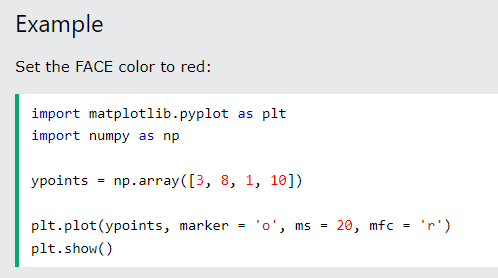 Example
Set the FACE color to red:
import matplotlib.pyplot as plt
import numpy as np
ypoints = np.array([3, 8, 1, 10])
plt.plot(ypoints, marker = 'o', ms = 20, mfc = 'r')
plt.show()